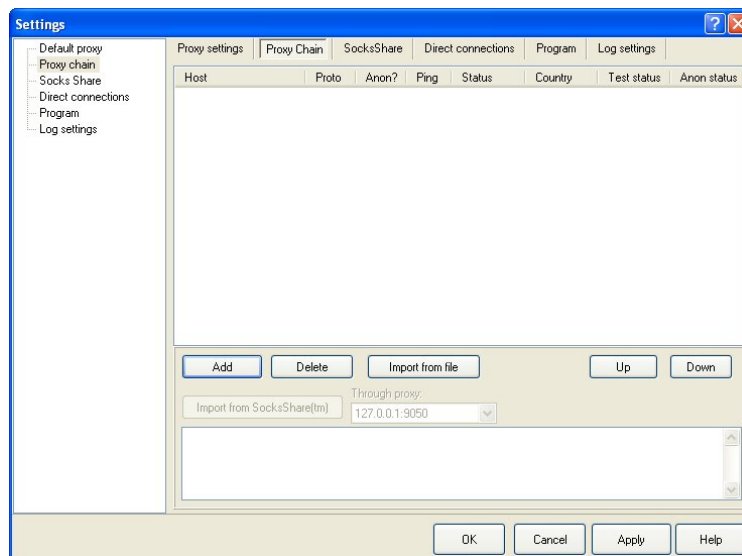 Settings
Default proxy
Proxy chain
Socks Share
Direct connections
Program
Log settings
Proxy settings Proxy Chain SocksShare Direct connections Program Log settings
Host Proto Anon? Ping Status Country Test status Anon status
Add Delete Import from file Up Down
Through proxy:
Import from SocksShare(tm) 127.0.0.1:9050
OK Cancel Apply Help